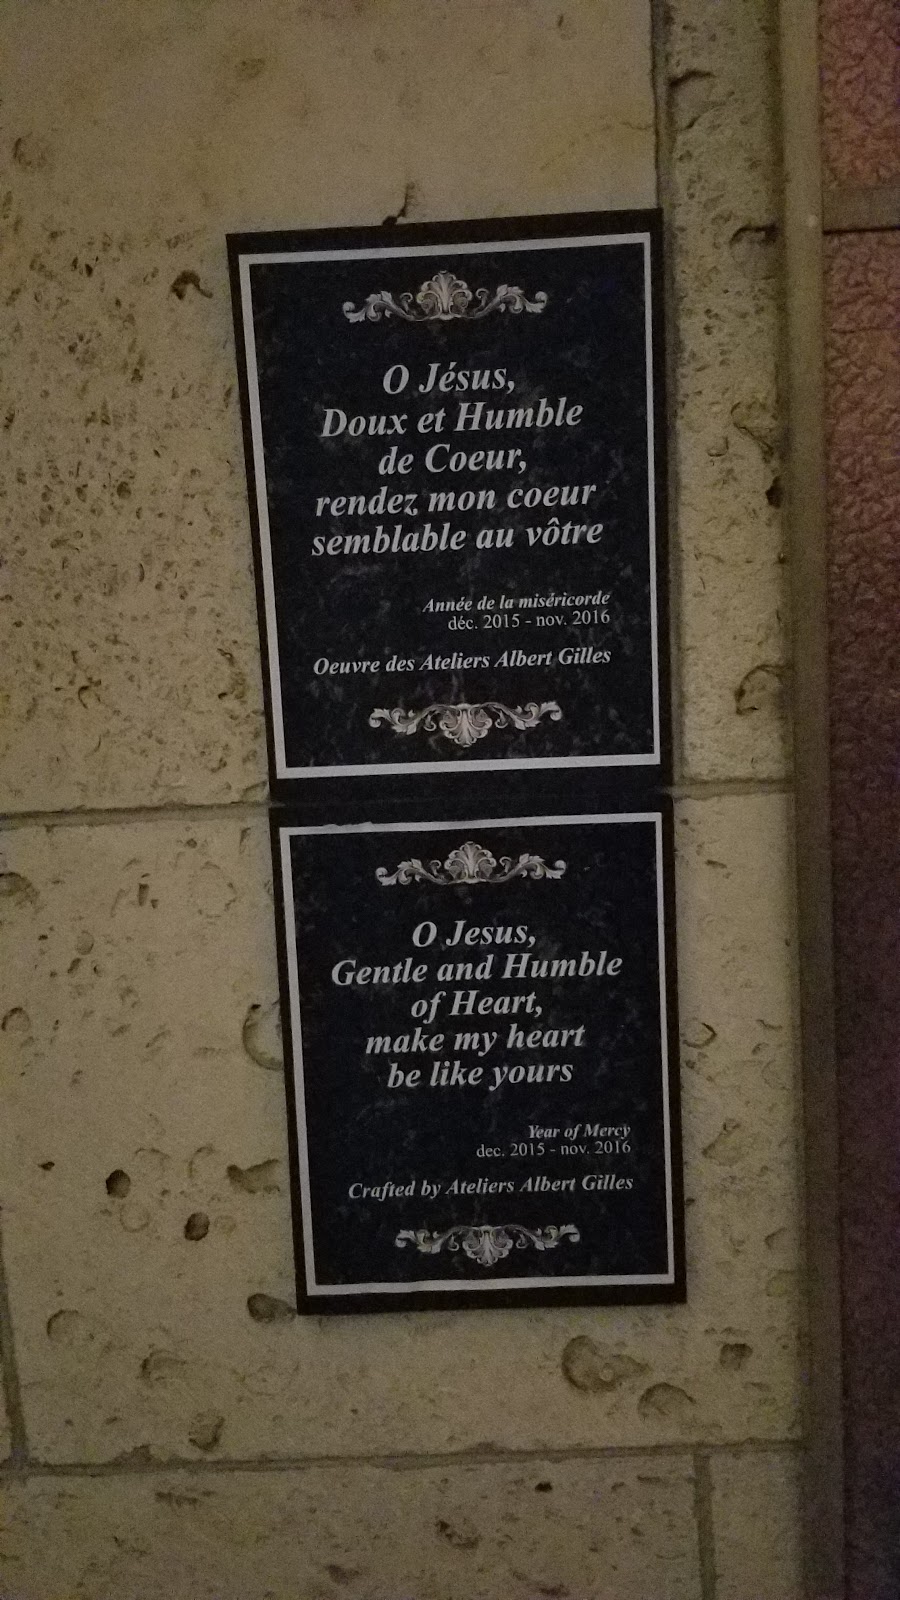 O Jésus,
Doux et Humble
de Coeur,
rendez mon coeur
semblable au vôtre
Année de la miséricorde
déc. 2015 - nov. 2016
Oeuvre des Ateliers Albert Gilles
O Jesus,
Gentle and Humble
of Heart,
make my heart
be like yours
Year of Mercy
dec. 2015 - nov. 2016
Crafted by Ateliers Albert Gilles